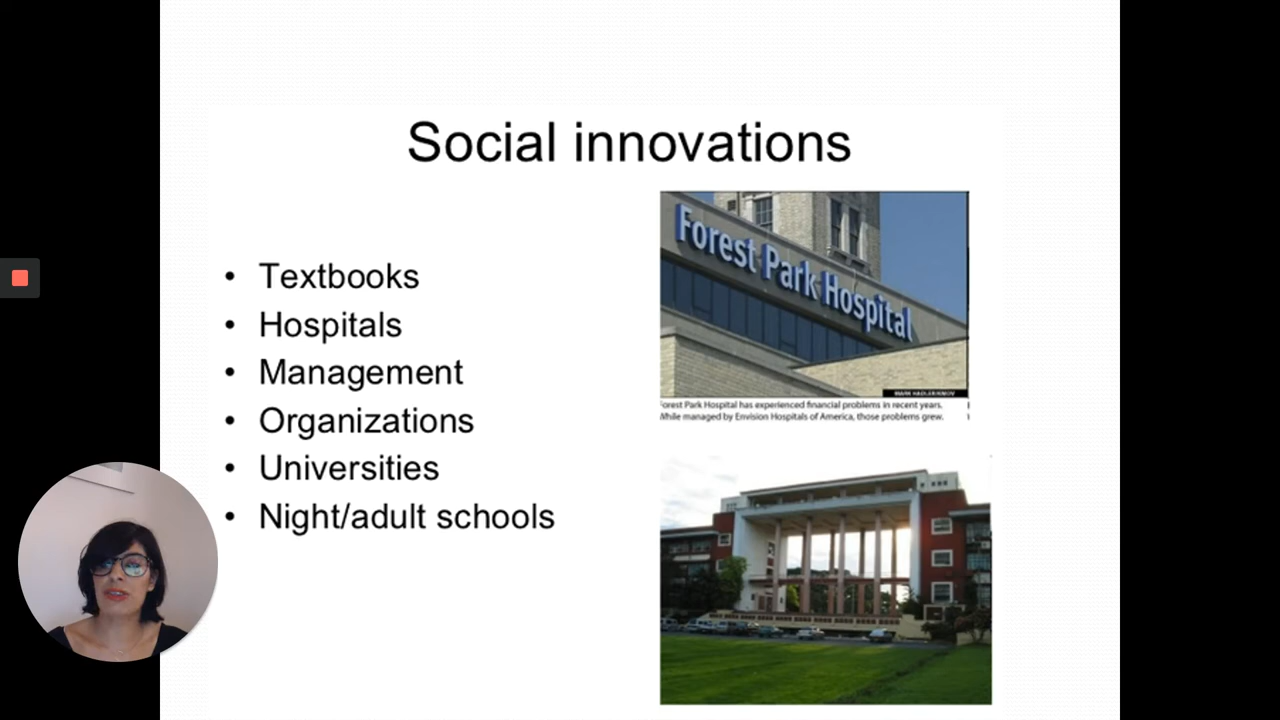 Social innovations
• Textbooks
• Hospitals
• Management
• Organizations
• Universities
• Night/adult schools
Forest Park Hospital
Forest Park Hospital has experienced financial problems in recent years.
While managed by Envision Hospitals of America, those problems grew.